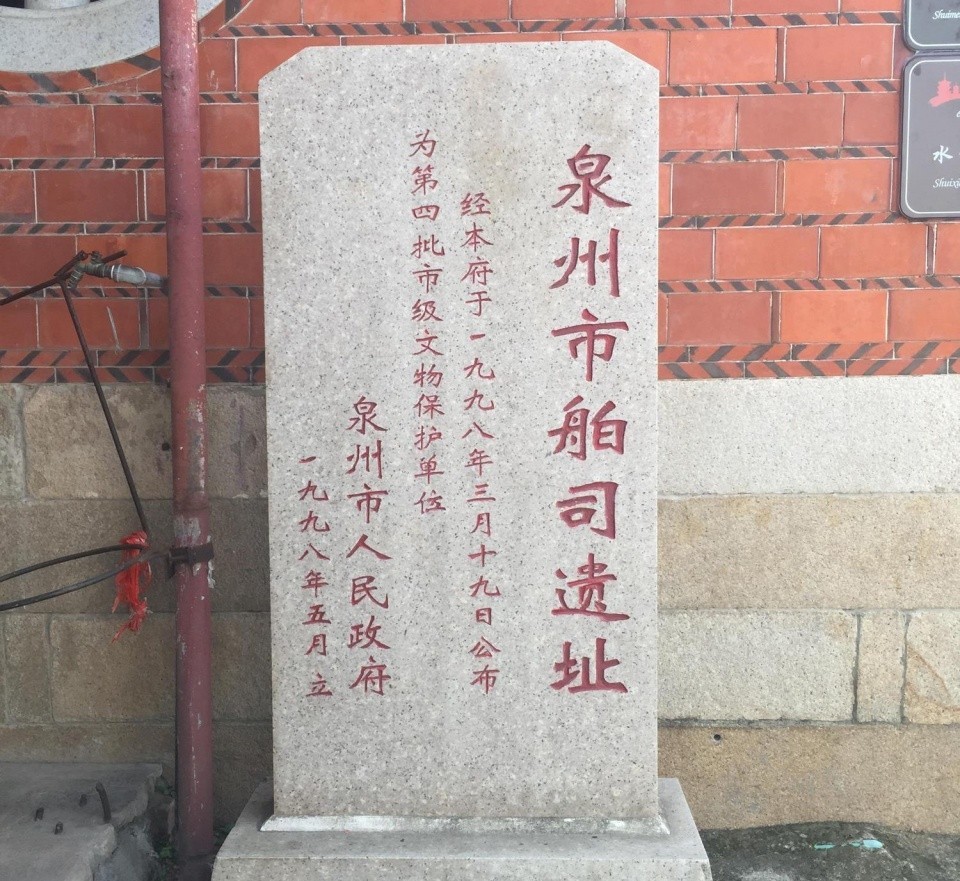 泉州市舶司遗址
经本府于一九九八年三月十九日公布
为第四批市级文物保护单位
泉州市人民政府
一九九八年五月立
水